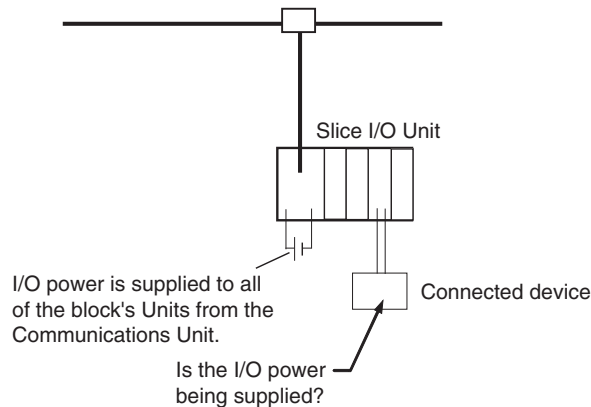 Slice I/O Unit
I/O power is supplied to all
of the block's Units from the
Communications Unit.
Connected device
Is the I/O power
being supplied?